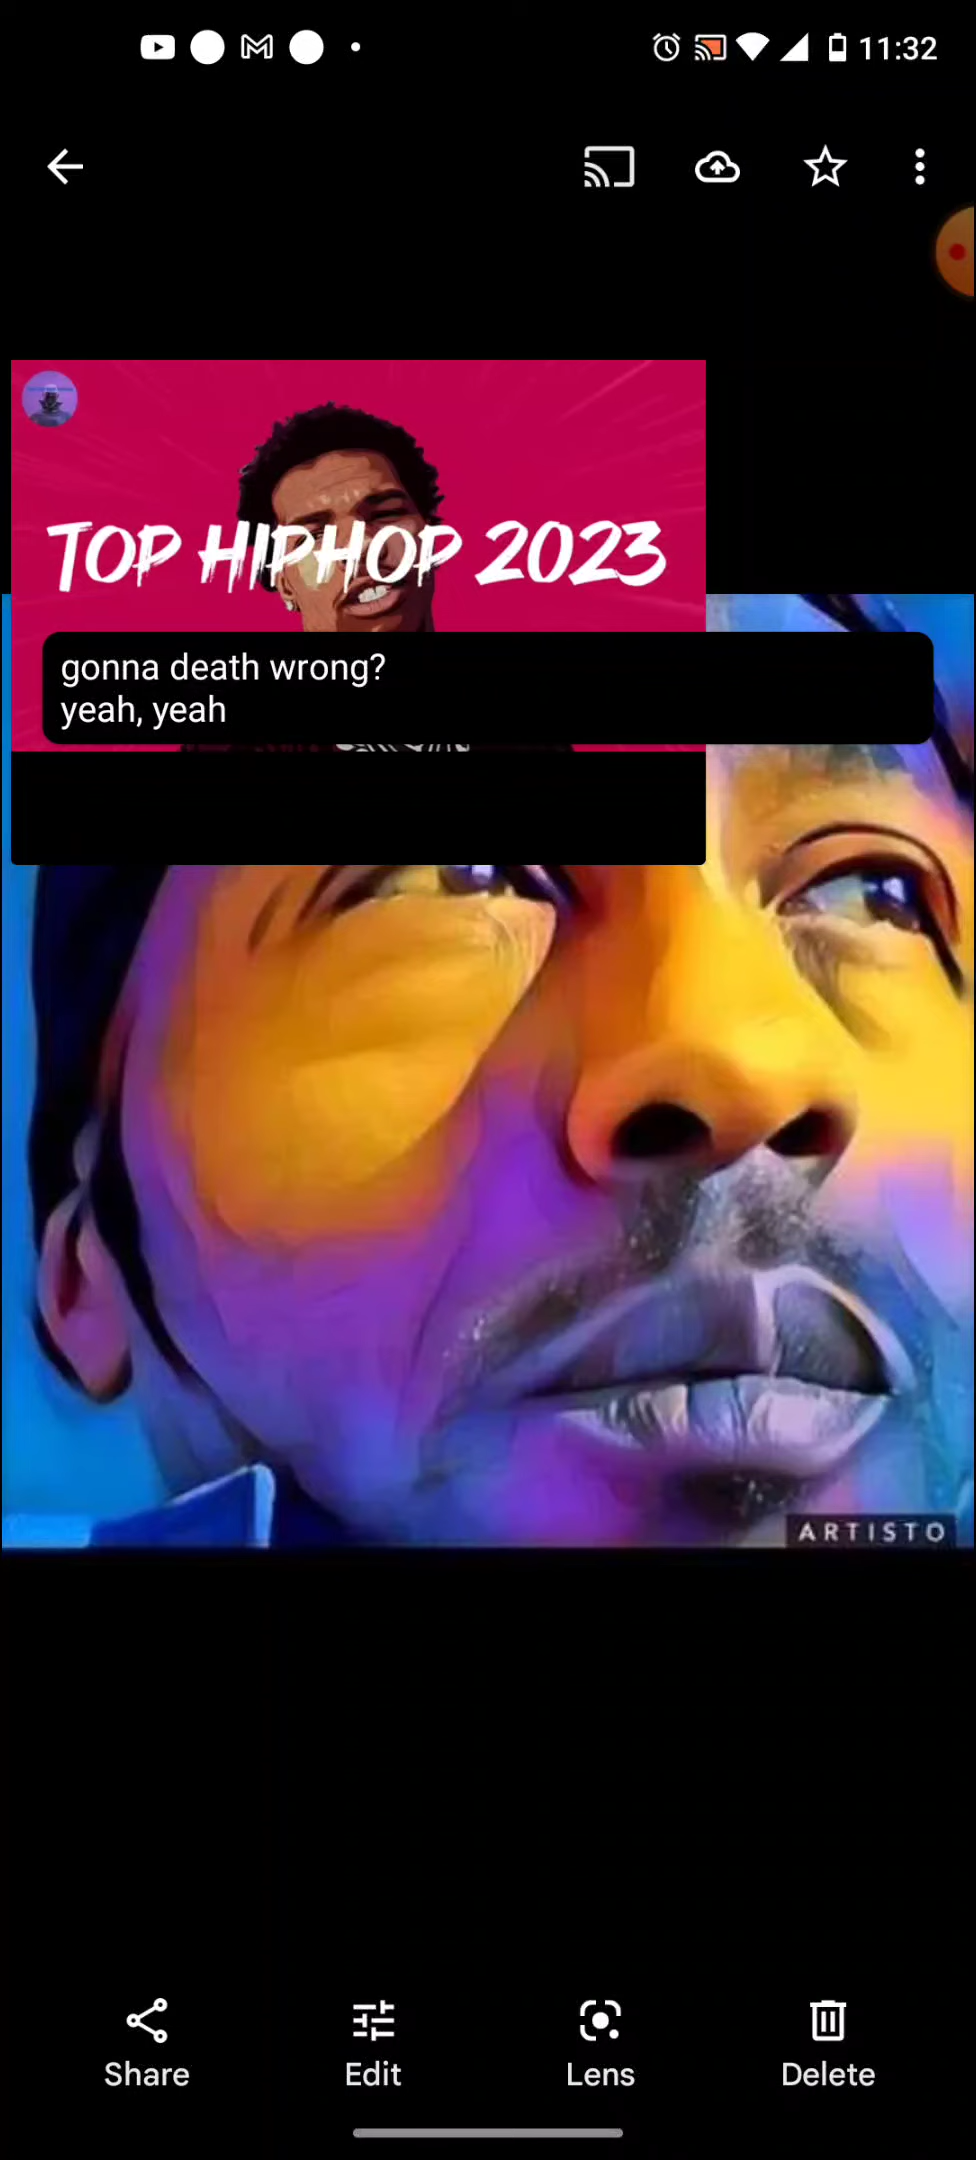 11:32
TOP HIPHOP 2023
gonna death wrong?
yeah, yeah
ARTISTO
Share
Edit
Lens
Delete